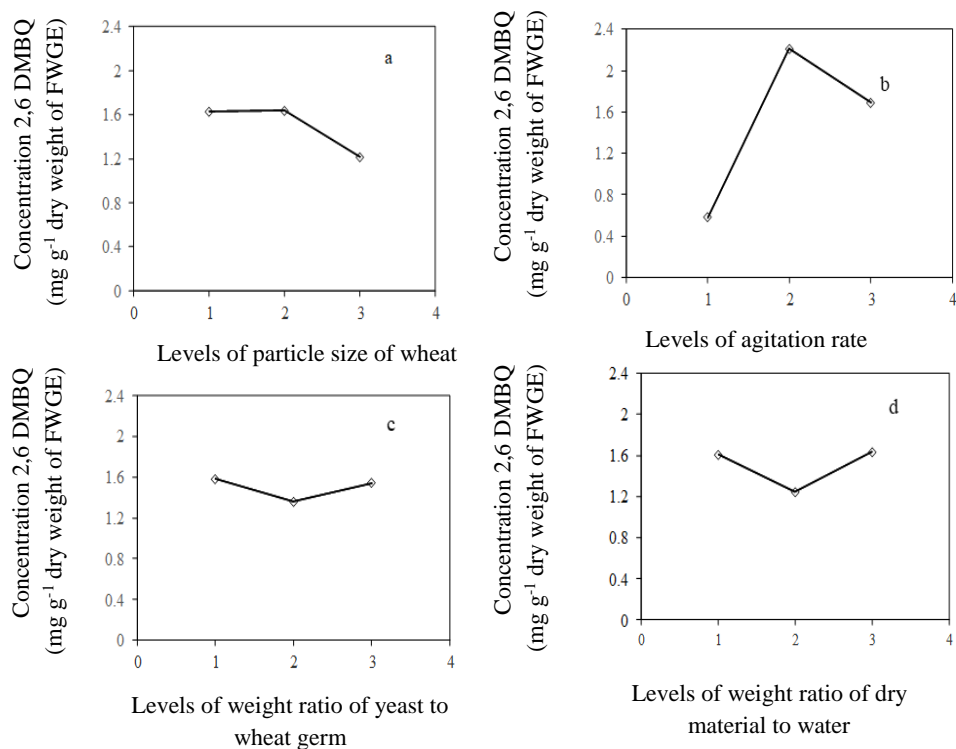 Concentration 2,6 DMBQ
(mg g-1 dry weight of FWGE)
2.4
2
1.6
1.2
0.8
0.4
0
a
0 1 2 3 4
Levels of particle size of wheat
Concentration 2,6 DMBQ
(mg g-1 dry weight of FWGE)
2.4
2
1.6
1.2
0.8
0.4
0
b
0 1 2 3 4
Levels of agitation rate
Concentration 2,6 DMBQ
(mg g-1 dry weight of FWGE)
2.4
2
1.6
1.2
0.8
0.4
0
c
0 1 2 3 4
Levels of weight ratio of yeast to
wheat germ
Concentration 2,6 DMBQ
(mg g-1 dry weight of FWGE)
2.4
2
1.6
1.2
0.8
0.4
0
d
0 1 2 3 4
Levels of weight ratio of dry
material to water